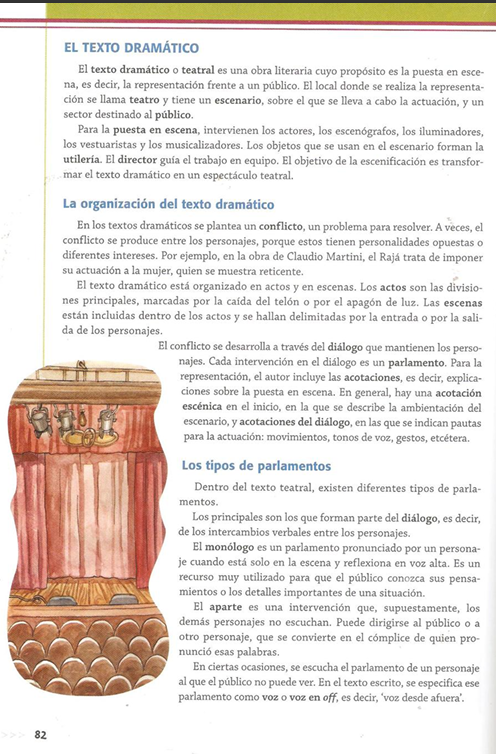 EL TEXTO DRAMÁTICO
El texto dramático o teatral es una obra literaria cuyo propósito es la puesta en esce-
na, es decir, la representación frente a un público. El local donde se realiza la representa-
ción se llama teatro y tiene un escenario, sobre el que se lleva a cabo la actuación, y un
sector destinado al público.
Para la puesta en escena, intervienen los actores, los escenógrafos, los iluminadores,
los vestuaristas y los musicalizadores. Los objetos que se usan en el escenario forman la
utilería. El director guía el trabajo en equipo. El objetivo de la escenificación es transfor-
mar el texto dramático en un espectáculo teatral.
La organización del texto dramático
En los textos dramáticos se plantea un conflicto, un problema para resolver. A veces, el
conflicto se produce entre los personajes, porque estos tienen personalidades opuestas o
diferentes intereses. Por ejemplo, en la obra de Claudio Martini, el Rajá trata de imponer
su actuación a la mujer, quien se muestra reticente.
El texto dramático está organizado en actos y en escenas. Los actos son las divisio-
nes principales, marcadas por la caída del telón o por el apagón de luz. Las escenas
están incluidas dentro de los actos y se hallan delimitadas por la entrada o por la sali-
da de los personajes.
El conflicto se desarrolla a través del diálogo que mantienen los perso-
najes. Cada intervención en el diálogo es un parlamento. Para la
representación, el autor incluye las acotaciones, es decir, explica-
ciones sobre la puesta en escena. En general, hay una acotación
escénica en el inicio, en la que se describe la ambientación del
escenario, y acotaciones del diálogo, en las que se indican pautas
para la actuación: movimientos, tonos de voz, gestos, etcétera.
Los tipos de parlamentos
Dentro del texto teatral, existen diferentes tipos de parla-
mentos.
Los principales son los que forman parte del diálogo, es decir,
de los intercambios verbales entre los personajes.
El monólogo es un parlamento pronunciado por un persona-
je cuando está solo en la escena y reflexiona en voz alta. Es un
recurso muy utilizado para que el público conozca sus pensa-
mientos o los detalles importantes de una situación.
El aparte es una intervención que, supuestamente, los
demás personajes no escuchan. Puede dirigirse al público o a
otro personaje, que se convierte en el cómplice de quien pro-
nunció esas palabras.
En ciertas ocasiones, se escucha el parlamento de un personaje
al que el público no puede ver. En el texto escrito, se especifica ese
parlamento como voz o voz en off, es decir, 'voz desde afuera'.
>>> 82